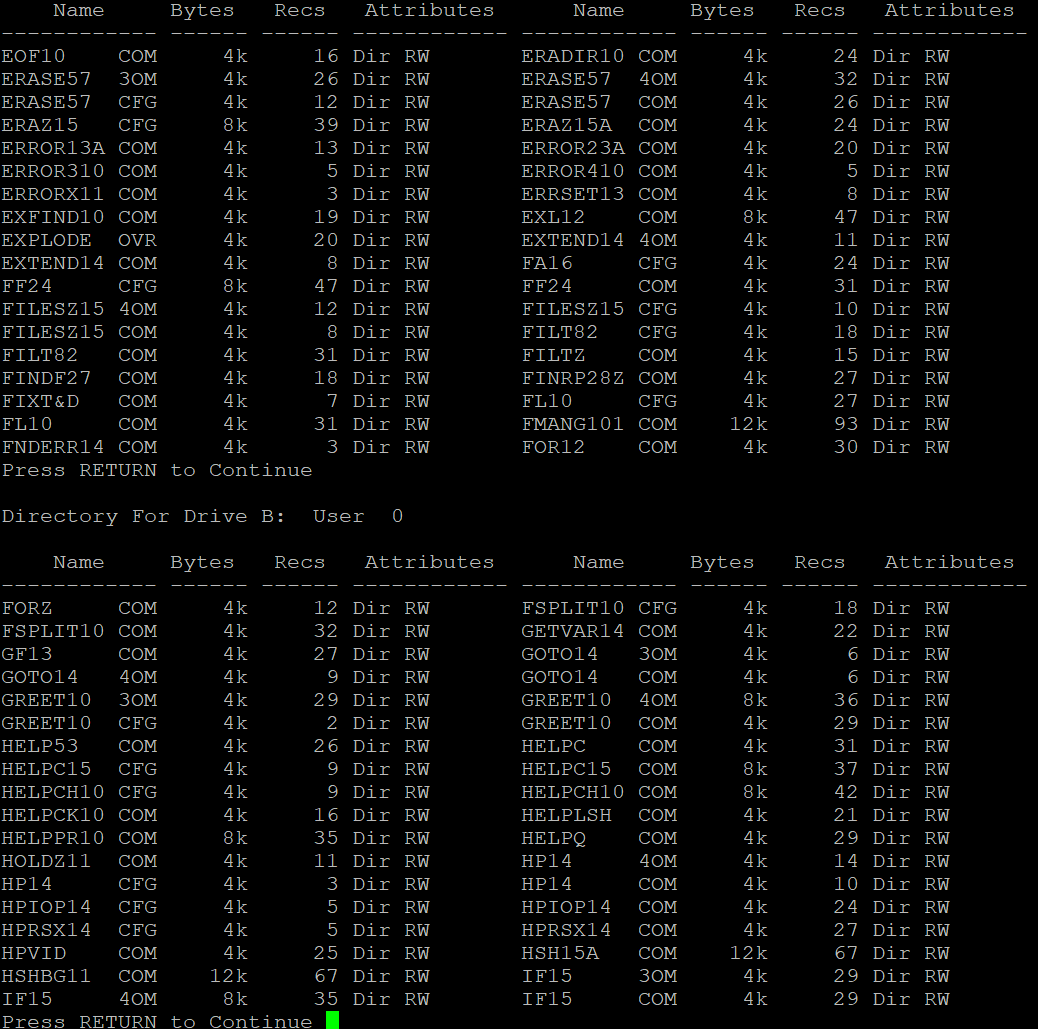 Name     Bytes   Recs   Attributes      Name     Bytes   Recs   Attributes
------------ ------ ------ ------------ ------------ ------ ------ ------------
EOF10    COM     4k     16 Dir RW       ERADIR10 COM     4k     24 Dir RW
ERASE57  3OM     4k     26 Dir RW       ERASE57  4OM     4k     32 Dir RW
ERASE57  CFG     4k     12 Dir RW       ERASE57  COM     4k     26 Dir RW
ERAZ15   CFG     8k     39 Dir RW       ERAZ15A  COM     4k     24 Dir RW
ERROR13A COM     4k     13 Dir RW       ERROR23A COM     4k     20 Dir RW
ERROR310 COM     4k      5 Dir RW       ERROR410 COM     4k      5 Dir RW
ERRORX11 COM     4k      3 Dir RW       ERRSET13 COM     4k      8 Dir RW
EXFIND10 COM     4k     19 Dir RW       EXL12    COM     8k     47 Dir RW
EXPLODE  OVR     4k     20 Dir RW       EXTEND14 4OM     4k     11 Dir RW
EXTEND14 COM     4k      8 Dir RW       FA16     CFG     4k     24 Dir RW
FF24     CFG     8k     47 Dir RW       FF24     COM     4k     31 Dir RW
FILESZ15 4OM     4k     12 Dir RW       FILESZ15 CFG     4k     10 Dir RW
FILESZ15 COM     4k      8 Dir RW       FILT82   CFG     4k     18 Dir RW
FILT82   COM     4k     31 Dir RW       FILTZ    COM     4k     15 Dir RW
FINDF27  COM     4k     18 Dir RW       FINRP28Z COM     4k     27 Dir RW
FIXT&D   COM     4k      7 Dir RW       FL10     CFG     4k     27 Dir RW
FL10     COM     4k     31 Dir RW       FMANG101 COM    12k     93 Dir RW
FNDERR14 COM     4k      3 Dir RW       FOR12    COM     4k     30 Dir RW
Press RETURN to Continue
Directory For Drive B:  User  0
    Name     Bytes   Recs   Attributes      Name     Bytes   Recs   Attributes
------------ ------ ------ ------------ ------------ ------ ------ ------------
FORZ     COM     4k     12 Dir RW       FSPLIT10 CFG     4k     18 Dir RW
FSPLIT10 COM     4k     32 Dir RW       GETVAR14 COM     4k     22 Dir RW
GF13     COM     4k     27 Dir RW       GOTO14   3OM     4k      6 Dir RW
GOTO14   4OM     4k      9 Dir RW       GOTO14   COM     4k      6 Dir RW
GREET10  3OM     4k     29 Dir RW       GREET10  4OM     8k     36 Dir RW
GREET10  CFG     4k      2 Dir RW       GREET10  COM     4k     29 Dir RW
HELP53   COM     4k     26 Dir RW       HELPC    COM     4k     31 Dir RW
HELPC15  CFG     4k      9 Dir RW       HELPC15  COM     8k     37 Dir RW
HELPCH10 CFG     4k      9 Dir RW       HELPCH10 COM     8k     42 Dir RW
HELPCK10 COM     4k     16 Dir RW       HELPLSH  COM     4k     21 Dir RW
HELPPR10 COM     8k     35 Dir RW       HELPQ    COM     4k     29 Dir RW
HOLDZ11  COM     4k     11 Dir RW       HP14     4OM     4k     14 Dir RW
HP14     CFG     4k      3 Dir RW       HP14     COM     4k     10 Dir RW
HPIOP14  CFG     4k      5 Dir RW       HPIOP14  COM     4k     24 Dir RW
HPRSX14  CFG     4k      5 Dir RW       HPRSX14  COM     4k     27 Dir RW
HPVID    COM     4k     25 Dir RW       HSH15A   COM    12k     67 Dir RW
HSHBG11  COM    12k     67 Dir RW       IF15     3OM     4k     29 Dir RW
IF15     4OM     8k     35 Dir RW       IF15     COM     4k     29 Dir RW
Press RETURN to Continue